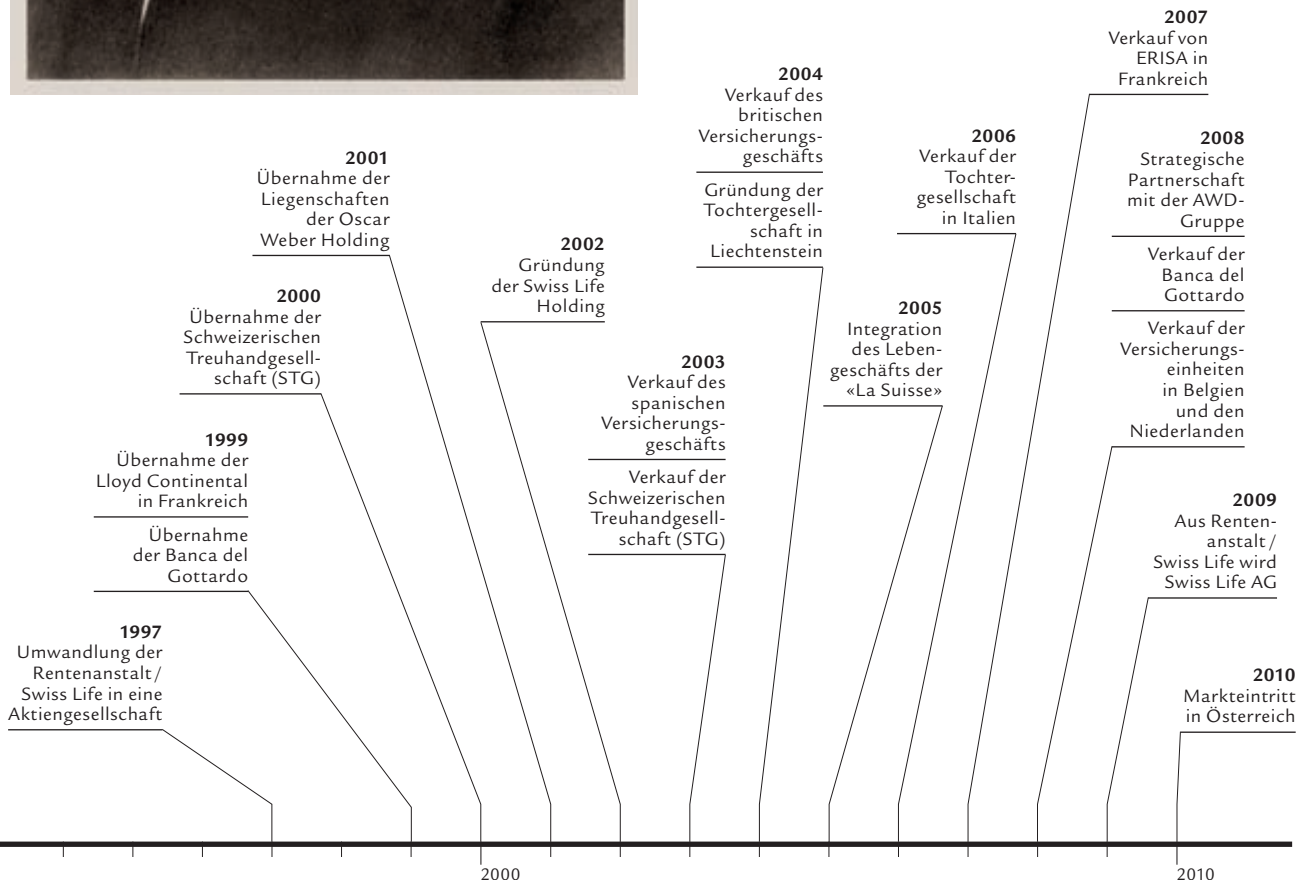 1997
Umwandlung der
Rentenanstalt/
Swiss Life in eine
Aktiengesellschaft
1999
Übernahme der
Lloyd Continental
in Frankreich
Übernahme
der Banca del
Gottardo
2000
Übernahme der
Schweizerischen
Treuhandgesell-
schaft (STG)
2001
Übernahme der
Liegenschaften
der Oscar
Weber Holding
2002
Gründung
der Swiss Life
Holding
2003
Verkauf des
spanischen
Versicherungs-
geschäfts
Verkauf der
Schweizerischen
Treuhandgesell-
schaft (STG)
2004
Verkauf des
britischen
Versicherungs-
geschäfts
Gründung der
Tochtergesell-
schaft in
Liechtenstein
2005
Integration
des Leben-
geschäfts der
«La Suisse»
2006
Verkauf der
Tochter-
gesellschaft
in Italien
2007
Verkauf von
ERISA in
Frankreich
2008
Strategische
Partnerschaft
mit der AWD-
Gruppe
Verkauf der
Banca del
Gottardo
Verkauf der
Versicherungs-
einheiten
in Belgien
und den
Niederlanden
2009
Aus Renten-
anstalt/
Swiss Life wird
Swiss Life AG
2010
Markteintritt
in Österreich
2000
2010